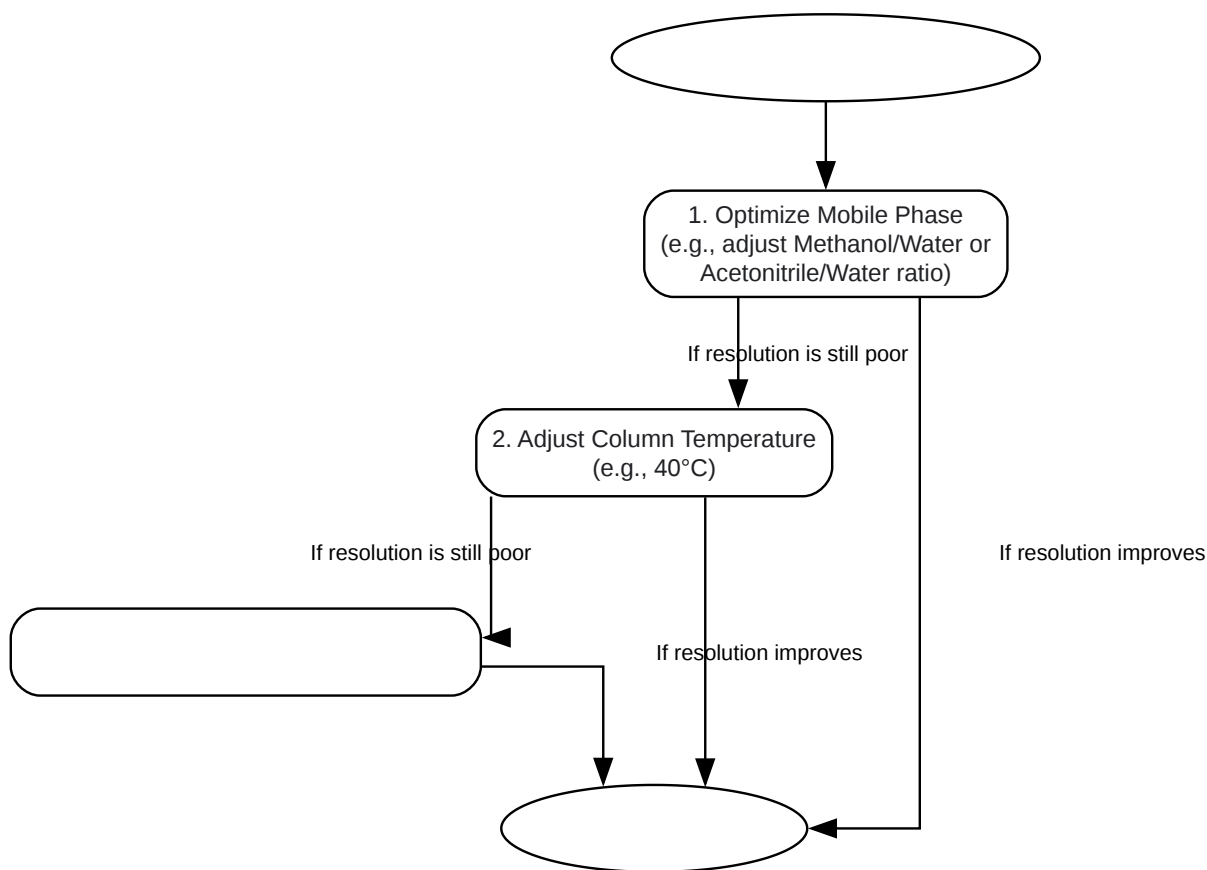 1. Optimize Mobile Phase
(e.g., adjust Methanol/Water or
Acetonitrile/Water ratio)
If resolution is still poor
2. Adjust Column Temperature
(e.g., 40°C)
If resolution is still poor
If resolution improves
If resolution improves